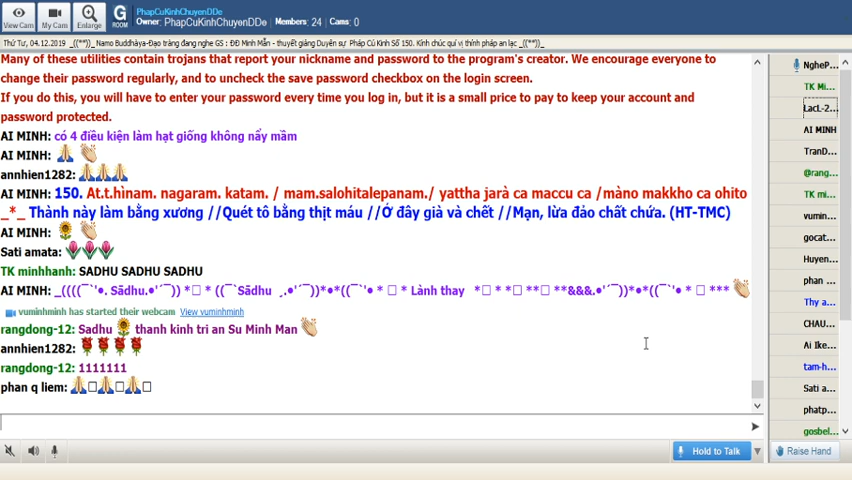 PhapCuKinhChuyenDDe
Owner: PhapCuKinhChuyenDDe Members: 24 Cams: 0
View Cam My Cam Enlarge G ROOM
Thứ Tư, 04.12.2019 _((**))_ Namo Buddhàya-Đạo tràng đang nghe GS : ĐĐ Minh Mẫn - thuyết giảng Duyên sự Pháp Cú Kinh Số 150. Kính chúc quí vị thính pháp an lạc _((**))_
Many of these utilities contain trojans that report your nickname and password to the program's creator. We encourage everyone to
change their password regularly, and to uncheck the save password checkbox on the login screen.
If you do this, you will have to enter your password every time you log in, but it is a small price to pay to keep your account and
password protected.
AI MINH: có 4 điều kiện làm hạt giống không nẩy mầm
AI MINH:
annhien1282:
AI MINH: 150. At.t.hìnam. nagaram. katam. / mam.salohitalepanam./ yattha jarà ca maccu ca /màno makkho ca ohito
_*_ Thành này làm bằng xương //Quét tô bằng thịt máu //Ở đây già và chết //Mạn, lừa đảo chất chứa. (HT-TMC)
AI MINH:
Sati amata:
TK minhhanh: SADHU SADHU SADHU
AI MINH: _((((¯`'•. Sādhu.•'´¯)) *□ * ((¯`Sādhu ¸.•'´¯))*•*((¯`'• * □ * Lành thay *□ * *□ **□ **&&&.•'´¯))*•*((¯`'• * □ ***
vuminhminh has started their webcam View vuminhminh
rangdong-12: Sadhu thanh kinh tri an Su Minh Man
annhien1282:
rangdong-12: 1111111
phan q liem: □ □ □
Hold to Talk
NgheP...
TK Mi...
LacL-2...
AI MINH
TranD...
@rang...
TK mi...
vumin...
gocat...
Huyen...
phan ...
Thy a...
CHAU...
Ai Ike...
tam-h...
Sati a...
phatp...
gosbel...
Raise Hand